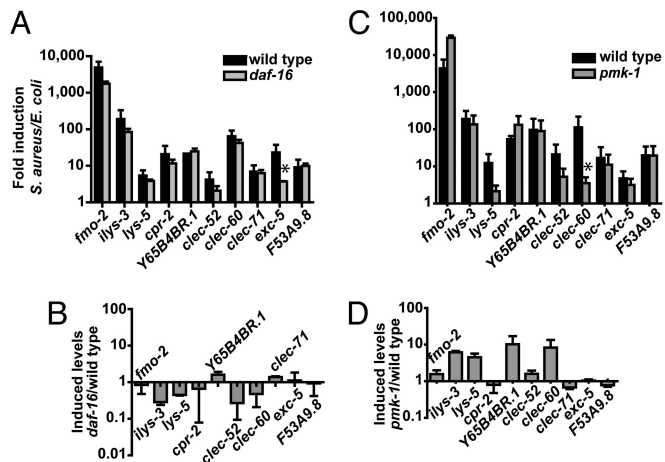 A
10,000
1,000
100
10
1
Fold induction
S. aureus/E. coli
wild type
daf-16
*
fmo-2
ilys-3
lys-5
cpr-2
Y65B4BR.1
clec-52
clec-60
clec-71
exc-5
F53A9.8
C
100,000
10,000
1,000
100
10
1
wild type
pmk-1
*
fmo-2
ilys-3
lys-5
cpr-2
Y65B4BR.1
clec-52
clec-60
clec-71
exc-5
F53A9.8
B
100
10
1
0.1
0.01
Induced levels
daf-16/wild type
fmo-2
ilys-3
lys-5
cpr-2
Y65B4BR.1
clec-52
clec-60
clec-71
exc-5
F53A9.8
D
100
10
1
0.1
Induced levels
pmk-1/wild type
fmo-2
ilys-3
lys-5
cpr-2
Y65B4BR.1
clec-52
clec-60
clec-71
exc-5
F53A9.8